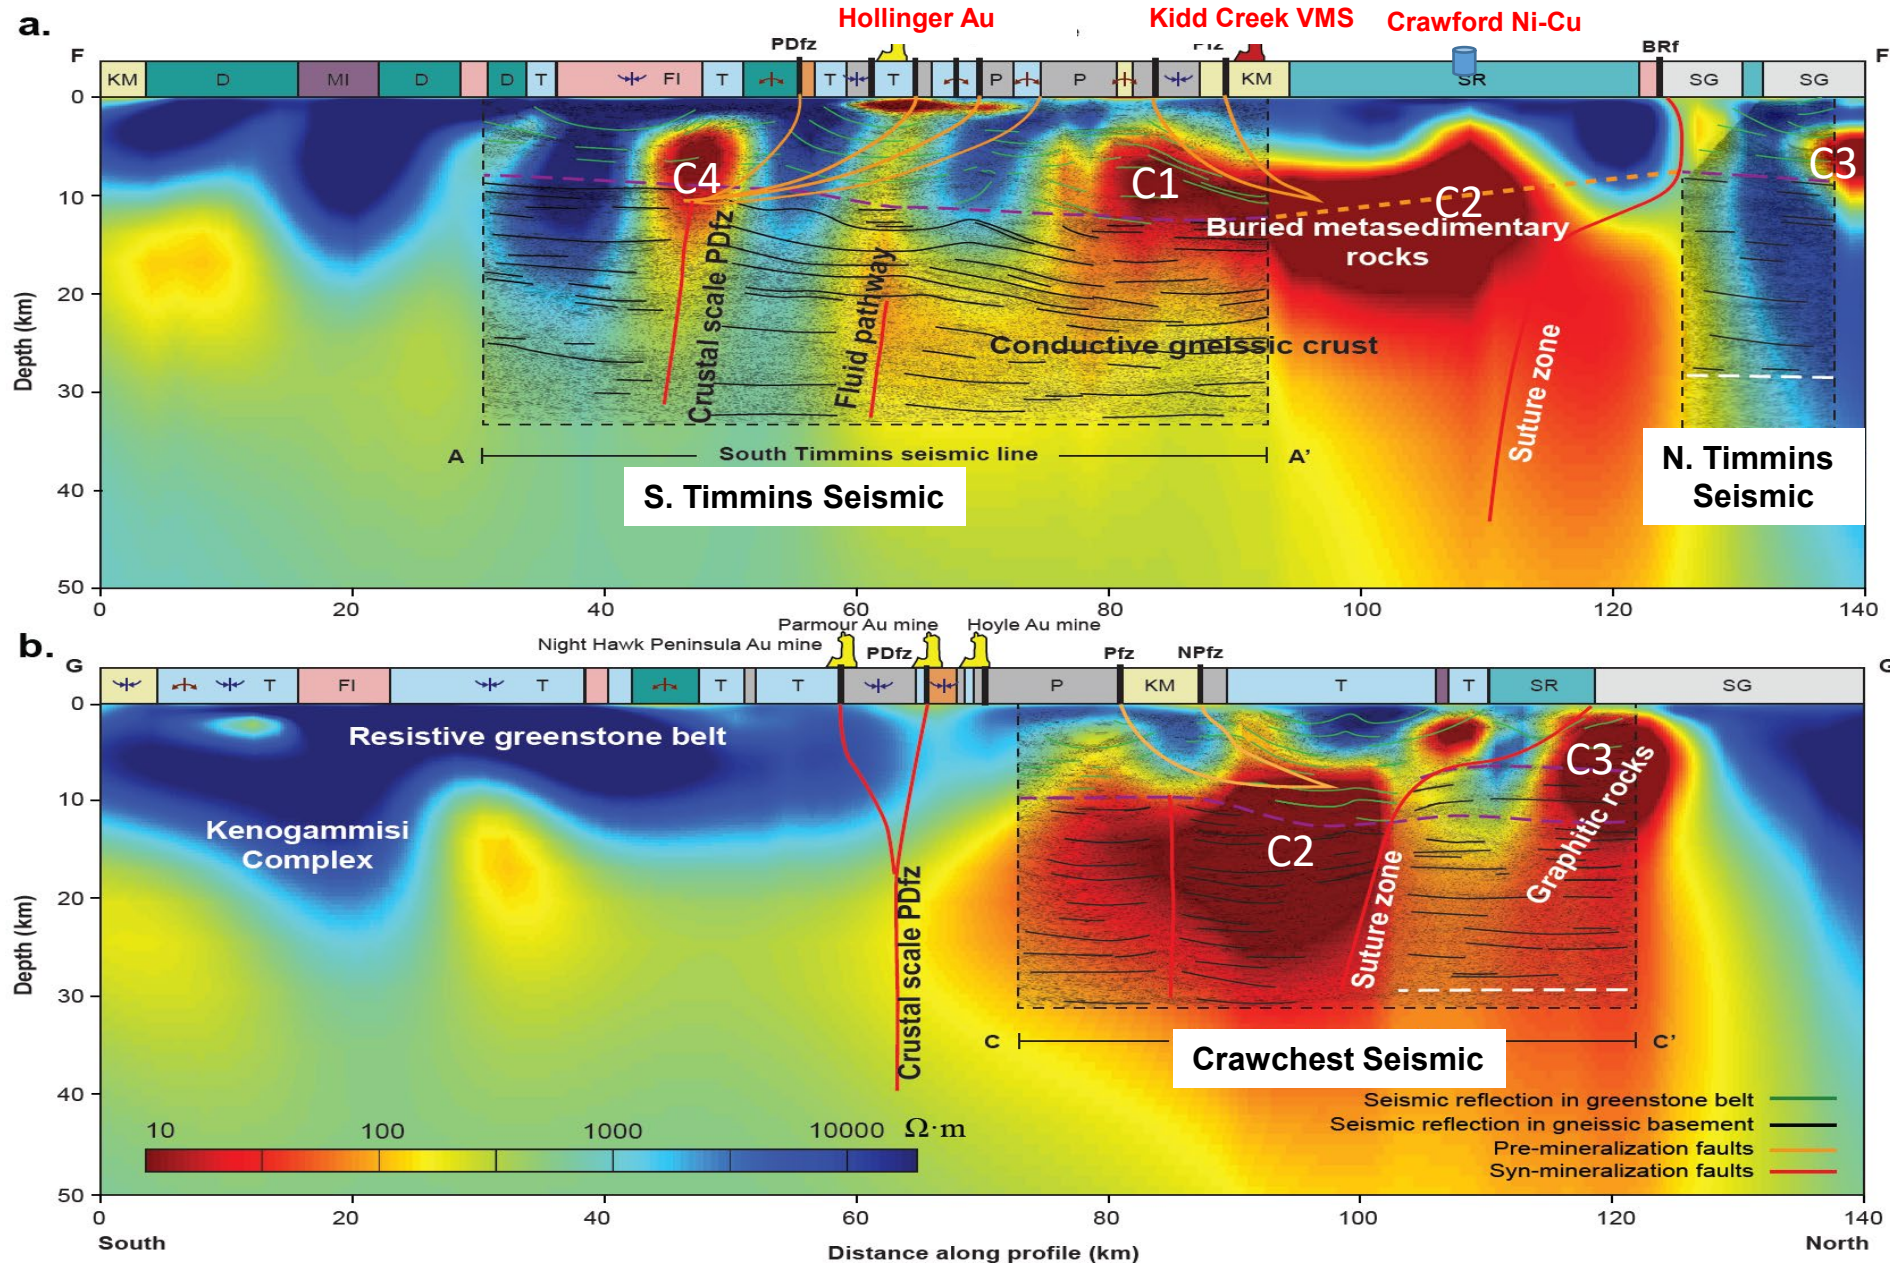 a.
Hollinger Au
Kidd Creek VMS
Crawford Ni-Cu
F
PDfz
BRf
F
KM D MI D D T FI T T T P P KM SR SG SG
0
10
20
30
40
50
Depth (km)
C4
C1
C2
C3
Buried metasedimentary
rocks
Crustal scale PDfz
Fluid pathway
Conductive gneissic crust
Suture zone
A
South Timmins seismic line
A'
S. Timmins Seismic
N. Timmins
Seismic
0 20 40 60 80 100 120 140
b.
Night Hawk Peninsula Au mine
Parmour Au mine
Hoyle Au mine
G
PDfz
Pfz
NPfz
G
T FI T T T P KM T T SR SG
0
10
20
30
40
50
Depth (km)
Resistive greenstone belt
Kenogammisi
Complex
Crustal scale PDfz
C2
C3
Suture zone
Graphitic rocks
C
C'
Crawchest Seismic
10 100 1000 10000 Ω·m
Seismic reflection in greenstone belt
Seismic reflection in gneissic basement
Pre-mineralization faults
Syn-mineralization faults
0 20 40 60 80 100 120 140
South
Distance along profile (km)
North